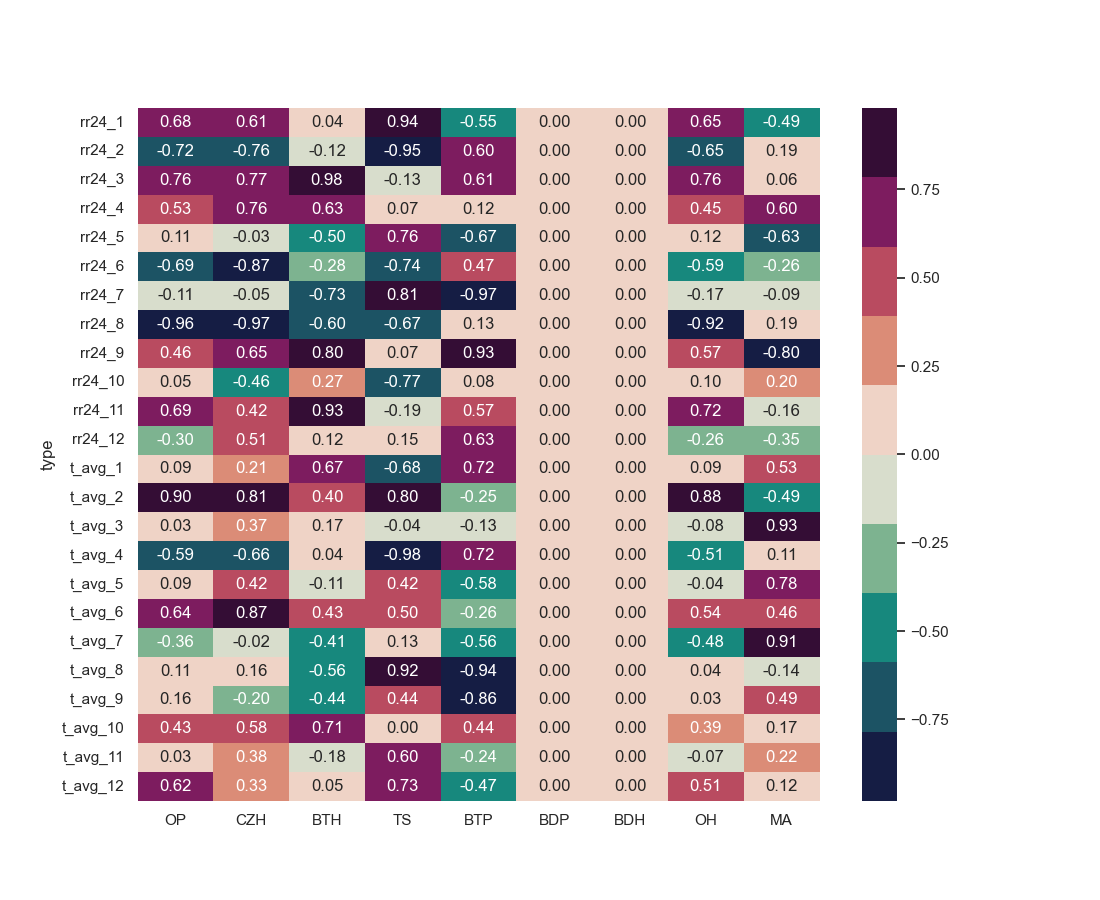 rr24_1 0.68 0.61 0.04 0.94 -0.55 0.00 0.00 0.65 -0.49
rr24_2 -0.72 -0.76 -0.12 -0.95 0.60 0.00 0.00 -0.65 0.19
rr24_3 0.76 0.77 0.98 -0.13 0.61 0.00 0.00 0.76 0.06
rr24_4 0.53 0.76 0.63 0.07 0.12 0.00 0.00 0.45 0.60
rr24_5 0.11 -0.03 -0.50 0.76 -0.67 0.00 0.00 0.12 -0.63
rr24_6 -0.69 -0.87 -0.28 -0.74 0.47 0.00 0.00 -0.59 -0.26
rr24_7 -0.11 -0.05 -0.73 0.81 -0.97 0.00 0.00 -0.17 -0.09
rr24_8 -0.96 -0.97 -0.60 -0.67 0.13 0.00 0.00 -0.92 0.19
rr24_9 0.46 0.65 0.80 0.07 0.93 0.00 0.00 0.57 -0.80
rr24_10 0.05 -0.46 0.27 -0.77 0.08 0.00 0.00 0.10 0.20
rr24_11 0.69 0.42 0.93 -0.19 0.57 0.00 0.00 0.72 -0.16
rr24_12 -0.30 0.51 0.12 0.15 0.63 0.00 0.00 -0.26 -0.35
t_avg_1 0.09 0.21 0.67 -0.68 0.72 0.00 0.00 0.09 0.53
t_avg_2 0.90 0.81 0.40 0.80 -0.25 0.00 0.00 0.88 -0.49
t_avg_3 0.03 0.37 0.17 -0.04 -0.13 0.00 0.00 -0.08 0.93
t_avg_4 -0.59 -0.66 0.04 -0.98 0.72 0.00 0.00 -0.51 0.11
t_avg_5 0.09 0.42 -0.11 0.42 -0.58 0.00 0.00 -0.04 0.78
t_avg_6 0.64 0.87 0.43 0.50 -0.26 0.00 0.00 0.54 0.46
t_avg_7 -0.36 -0.02 -0.41 0.13 -0.56 0.00 0.00 -0.48 0.91
t_avg_8 0.11 0.16 -0.56 0.92 -0.94 0.00 0.00 0.04 -0.14
t_avg_9 0.16 -0.20 -0.44 0.44 -0.86 0.00 0.00 0.03 0.49
t_avg_10 0.43 0.58 0.71 0.00 0.44 0.00 0.00 0.39 0.17
t_avg_11 0.03 0.38 -0.18 0.60 -0.24 0.00 0.00 -0.07 0.22
t_avg_12 0.62 0.33 0.05 0.73 -0.47 0.00 0.00 0.51 0.12
OP CZH BTH TS BTP BDP BDH OH MA
type
0.75
0.50
0.25
0.00
−0.25
−0.50
−0.75